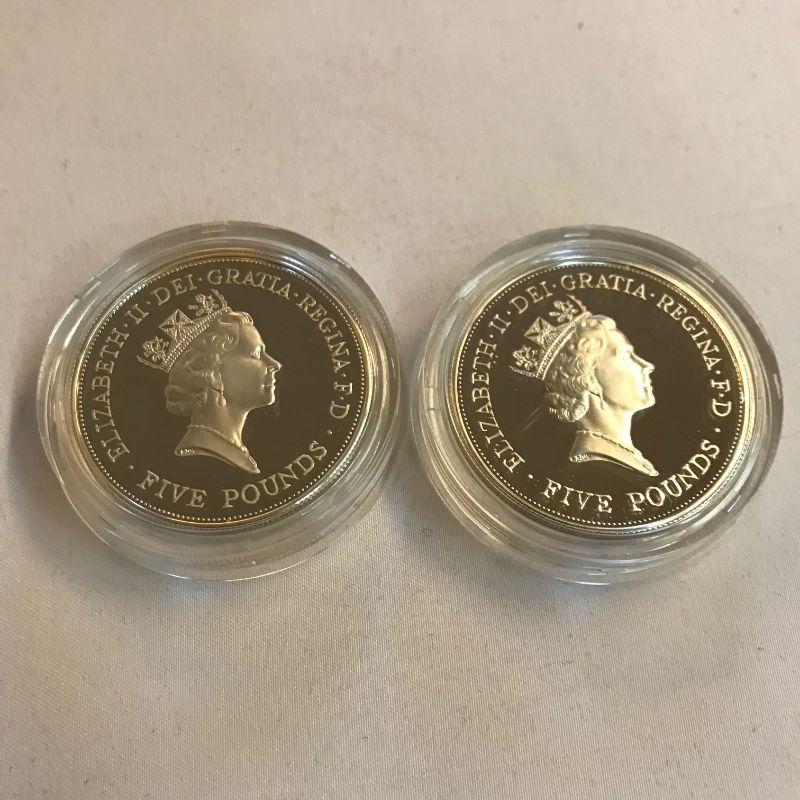 ELIZABETH · II · DEI · GRATIA · REGINA · F · D ·
FIVE POUNDS ·
ELIZABETH · II · DEI · GRATIA · REGINA · F · D ·
FIVE POUNDS ·